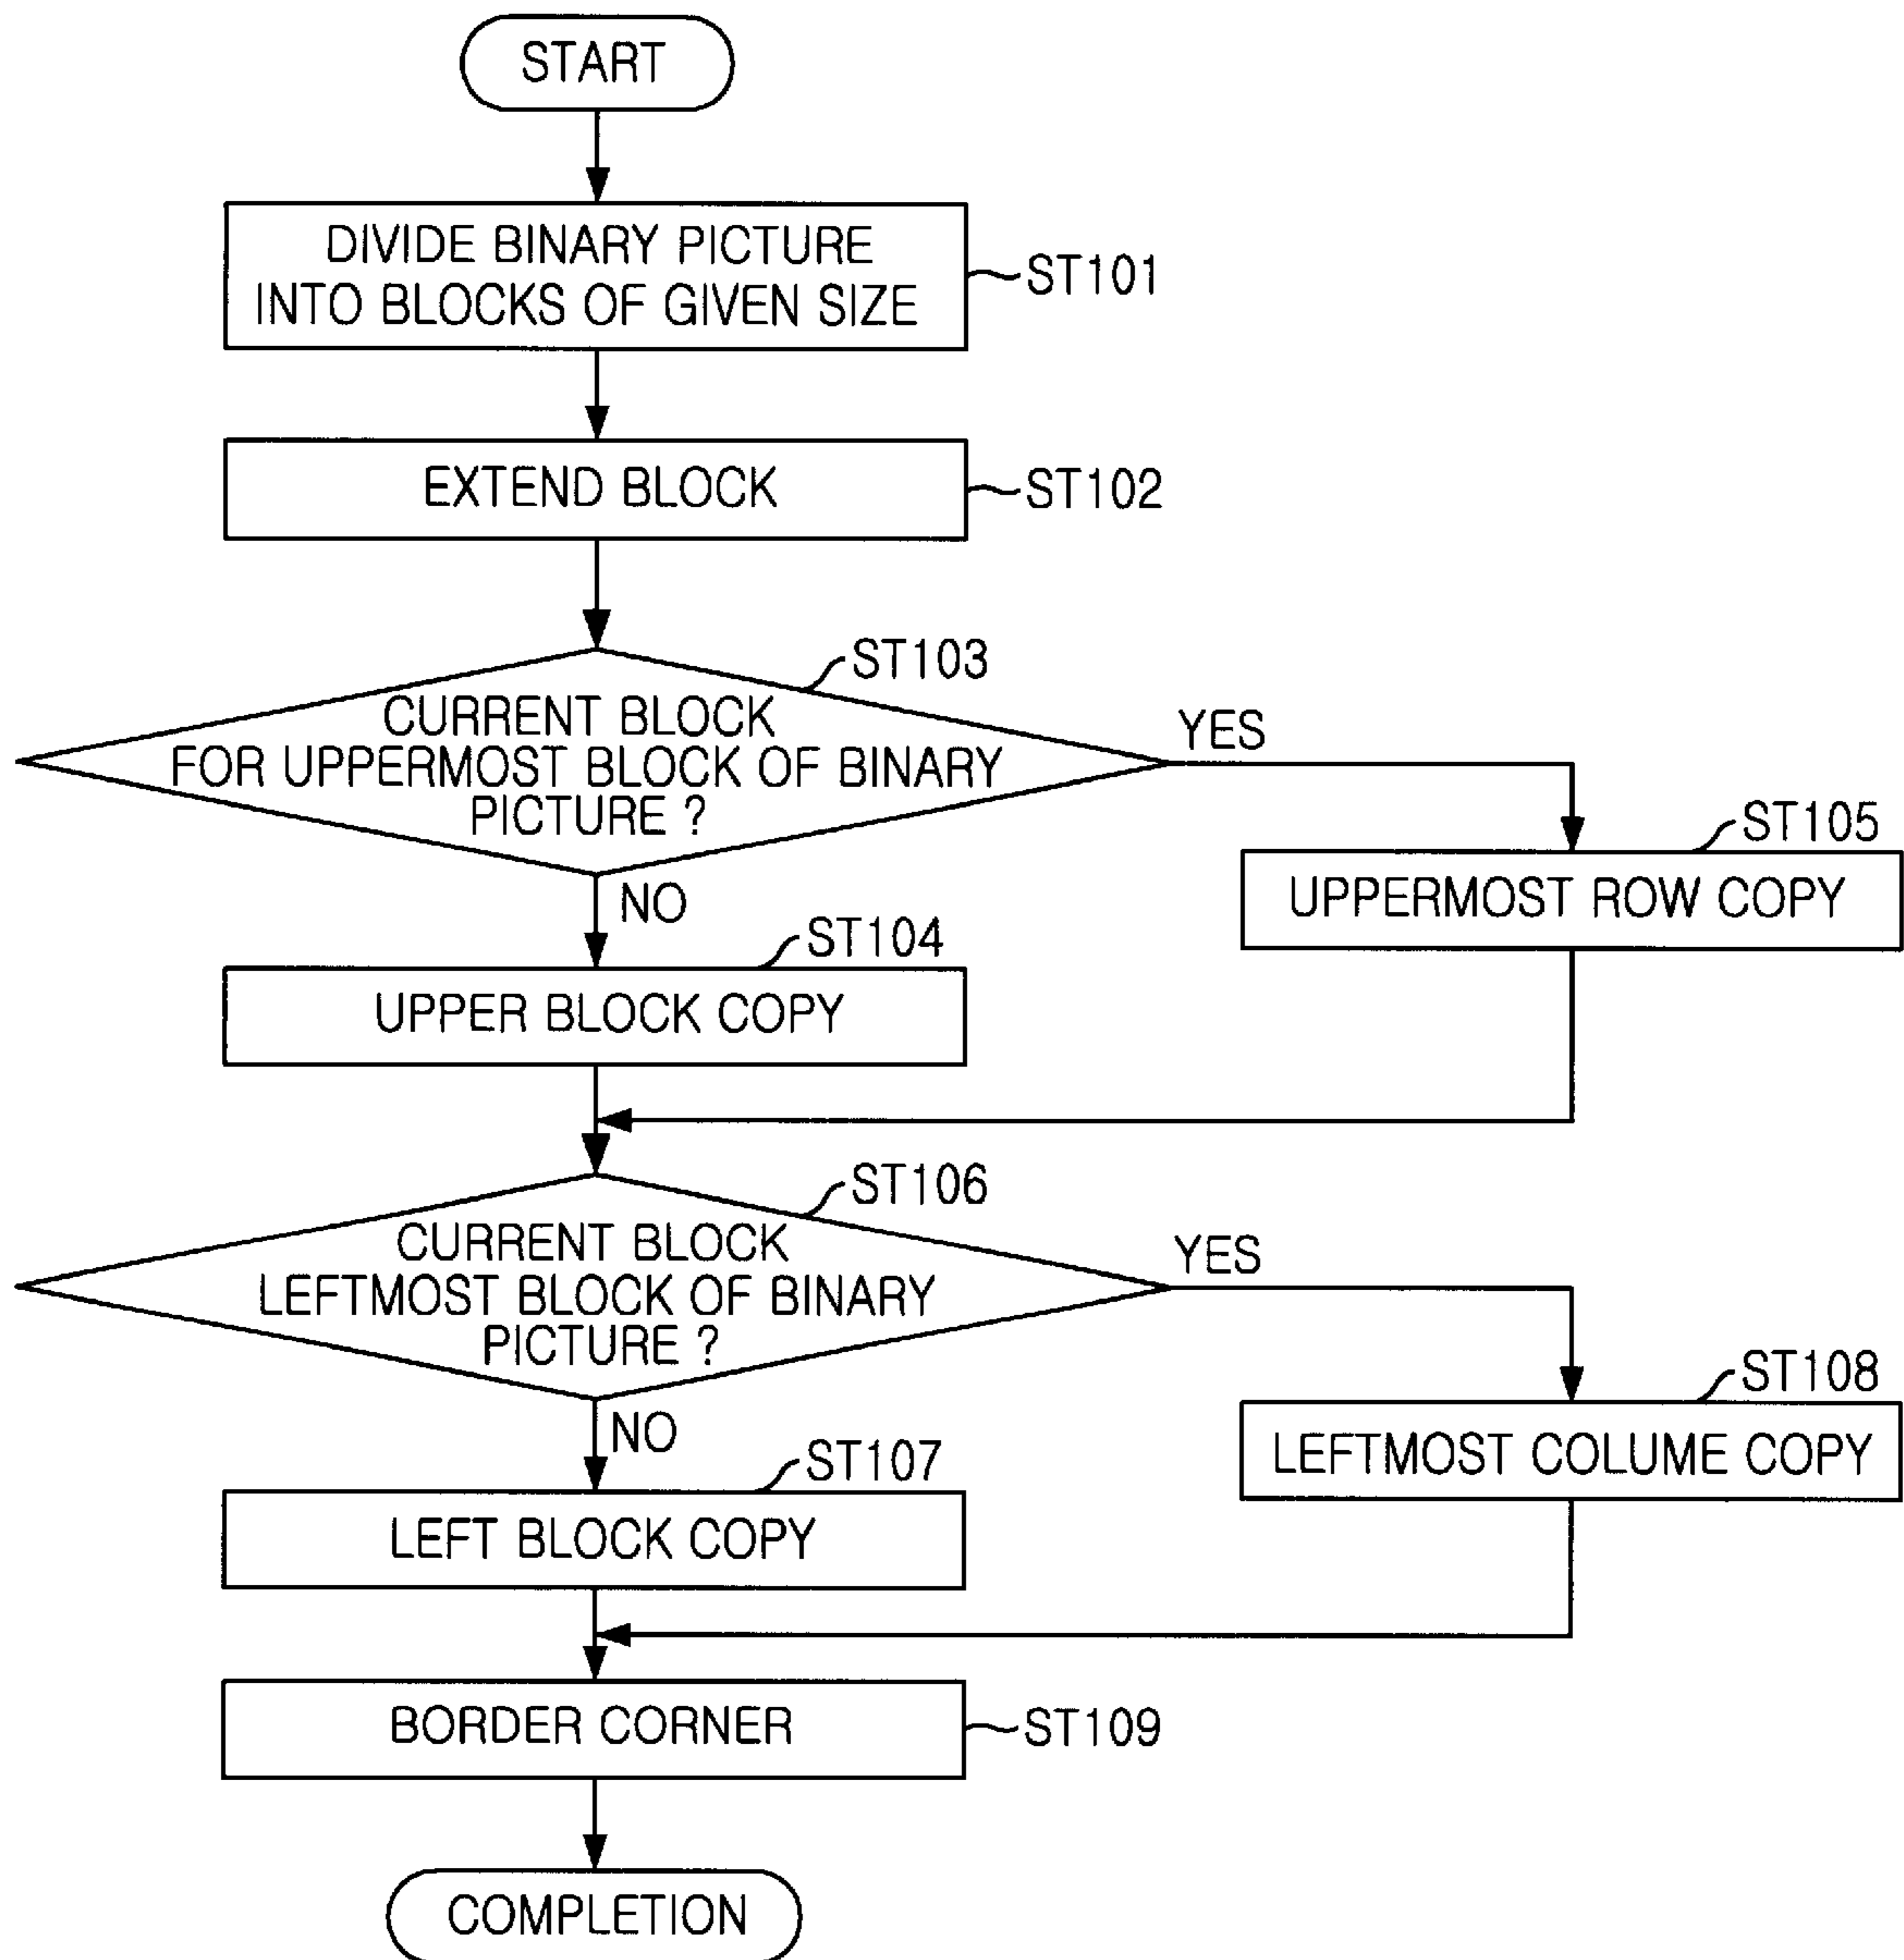 START
DIVIDE BINARY PICTURE
INTO BLOCKS OF GIVEN SIZE
ST101
EXTEND BLOCK
ST102
ST103
CURRENT BLOCK
FOR UPPERMOST BLOCK OF BINARY
PICTURE ?
YES
NO
ST105
UPPERMOST ROW COPY
ST104
UPPER BLOCK COPY
ST106
CURRENT BLOCK
LEFTMOST BLOCK OF BINARY
PICTURE ?
YES
NO
ST108
LEFTMOST COLUME COPY
ST107
LEFT BLOCK COPY
BORDER CORNER
ST109
COMPLETION